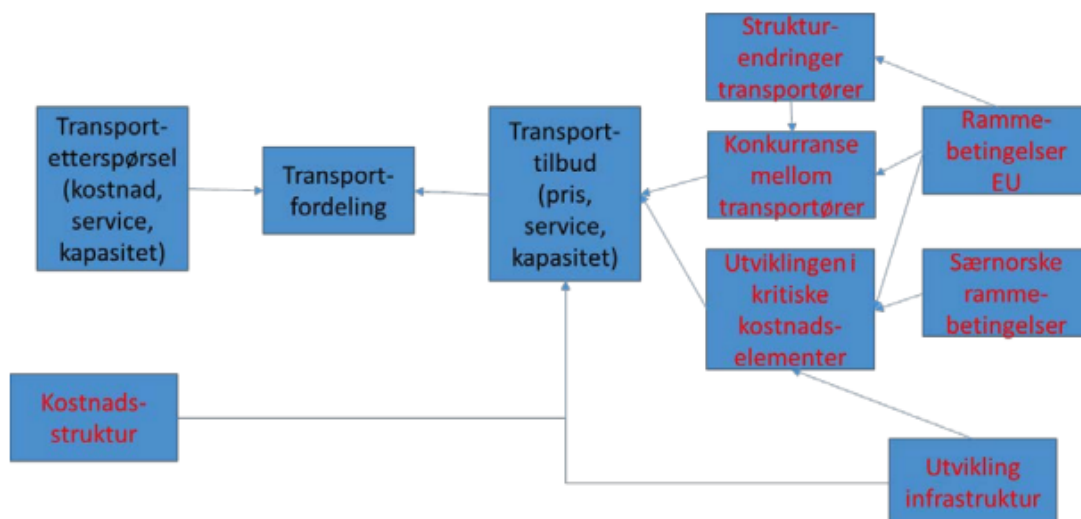 Struktur-
endringer
transportører
Transport-
etterspørsel
(kostnad,
service,
kapasitet)
Transport-
fordeling
Transport-
tilbud
(pris,
service,
kapasitet)
Konkurranse
mellom
transportører
Ramme-
betingelser
EU
Utviklingen i
kritiske
kostnads-
elementer
Særnorske
ramme-
betingelser
Kostnads-
struktur
Utvikling
infrastruktur